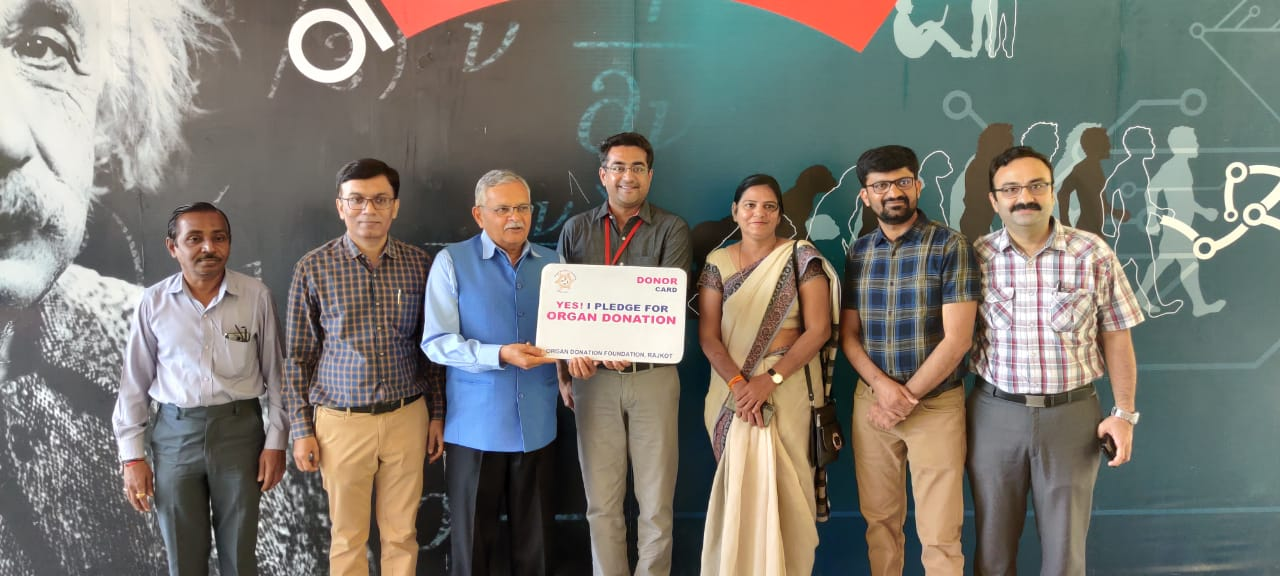 DONOR
CARD
YES! I PLEDGE FOR
ORGAN DONATION
ORGAN DONATION FOUNDATION, RAJKOT